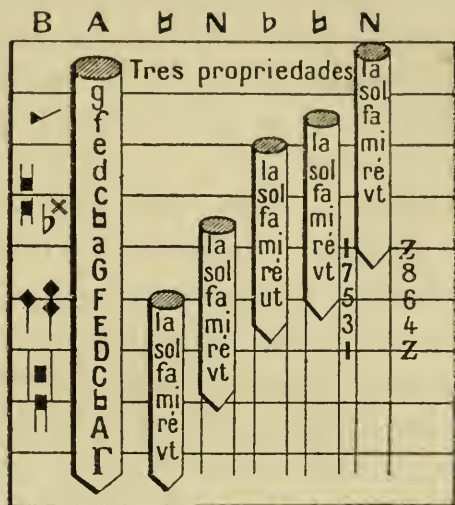 B A ♮ N ♭ ♮ N
Tres propriedades
♭×
g
f
e
d
c
♮
a
G
F
E
D
C
♮
A
Γ
la
sol
fa
mi
ré
vt
la
sol
fa
mi
ré
vt
la
sol
fa
mi
ré
ut
la
sol
fa
mi
ré
vt
la
sol
fa
mi
ré
vt
I
7
5
3
I
Z
8
6
4
Z